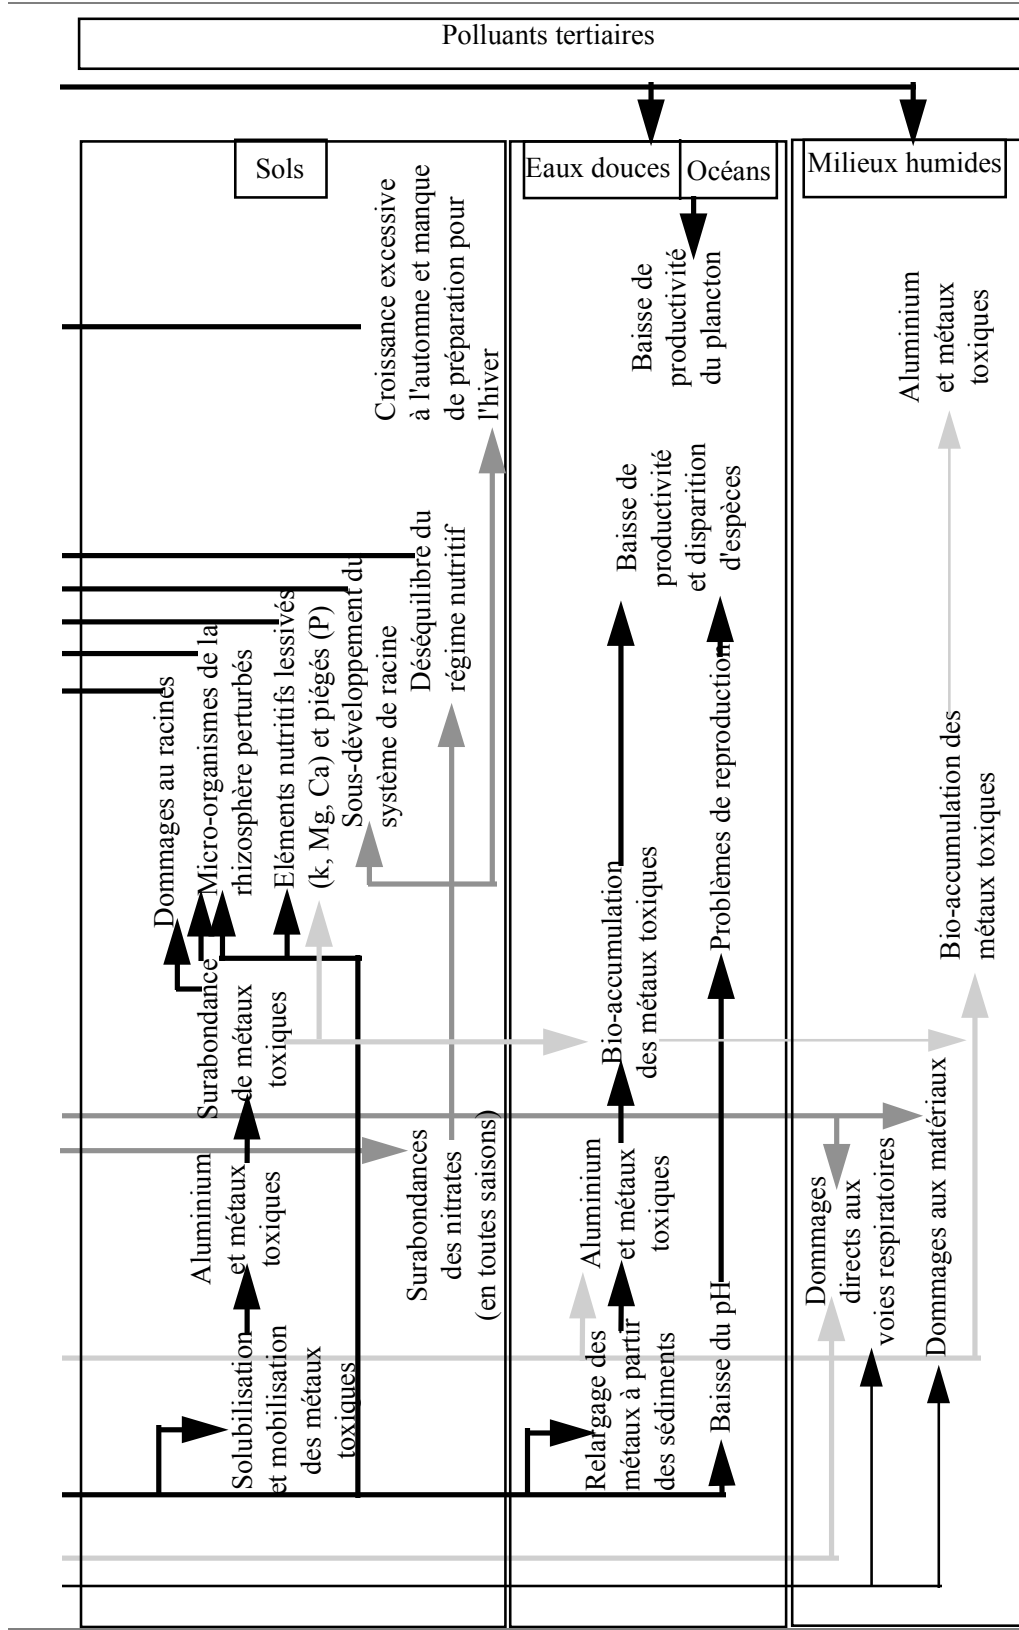 Polluants tertiaires
Sols
Eaux douces
Océans
Milieux humides
Croissance excessive
à l'automne et manque
de préparation pour
l'hiver
Baisse de
productivité
du plancton
Aluminium
et métaux
toxiques
Baisse de
productivité
et disparition
d'espèces
Dommages au racines
Micro-organismes de la
rhizosphère perturbés
Eléments nutritifs lessivés
(k, Mg, Ca) et piégés (P)
Sous-développement du
système de racine
Déséquilibre du
régime nutritif
Bio-accumulation
des métaux toxiques
Problèmes de reproduction
Bio-accumulation des
métaux toxiques
Surabondance
de métaux
toxiques
Aluminium
et métaux
toxiques
Surabondances
des nitrates
(en toutes saisons)
Aluminium
et métaux
toxiques
Dommages
directs aux
voies respiratoires
Dommages aux matériaux
Solubilisation
et mobilisation
des métaux
toxiques
Relargage des
métaux à partir
des sédiments
Baisse du pH